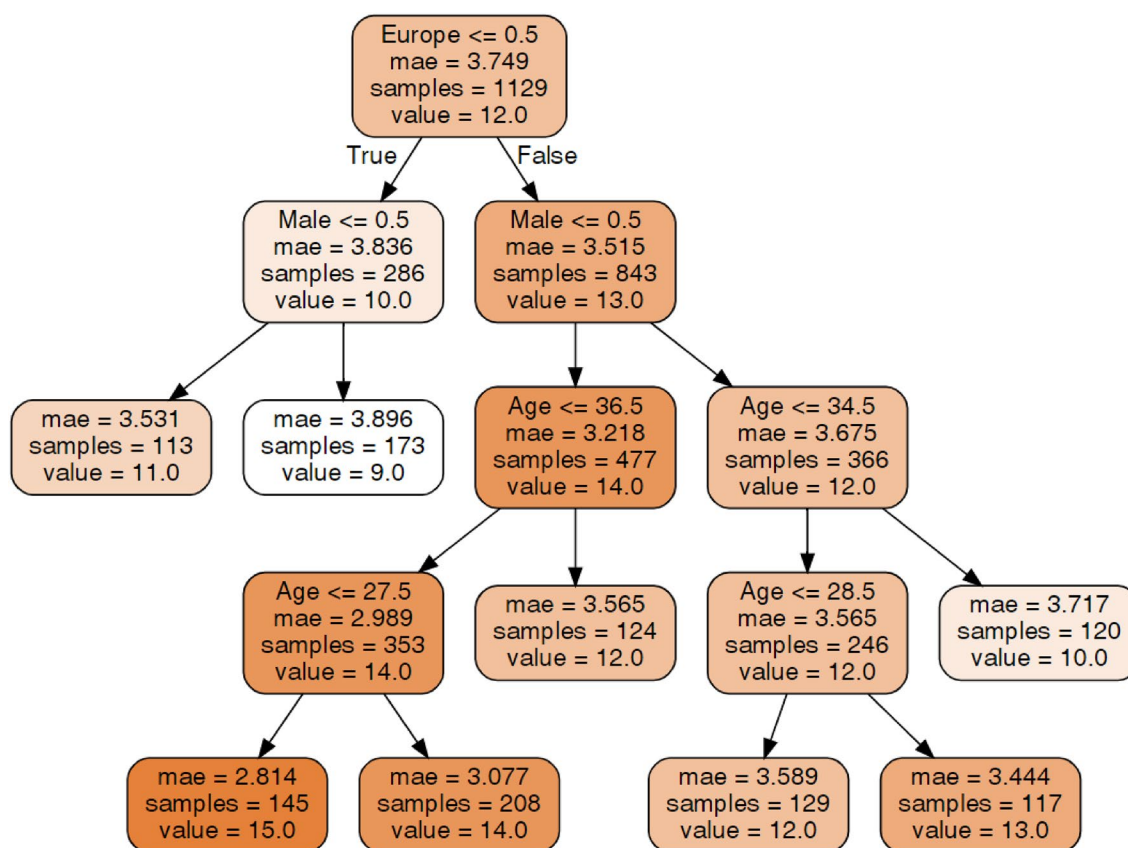 Europe <= 0.5
mae = 3.749
samples = 1129
value = 12.0
True
False
Male <= 0.5
mae = 3.836
samples = 286
value = 10.0
Male <= 0.5
mae = 3.515
samples = 843
value = 13.0
mae = 3.531
samples = 113
value = 11.0
mae = 3.896
samples = 173
value = 9.0
Age <= 36.5
mae = 3.218
samples = 477
value = 14.0
Age <= 34.5
mae = 3.675
samples = 366
value = 12.0
Age <= 27.5
mae = 2.989
samples = 353
value = 14.0
mae = 3.565
samples = 124
value = 12.0
Age <= 28.5
mae = 3.565
samples = 246
value = 12.0
mae = 3.717
samples = 120
value = 10.0
mae = 2.814
samples = 145
value = 15.0
mae = 3.077
samples = 208
value = 14.0
mae = 3.589
samples = 129
value = 12.0
mae = 3.444
samples = 117
value = 13.0